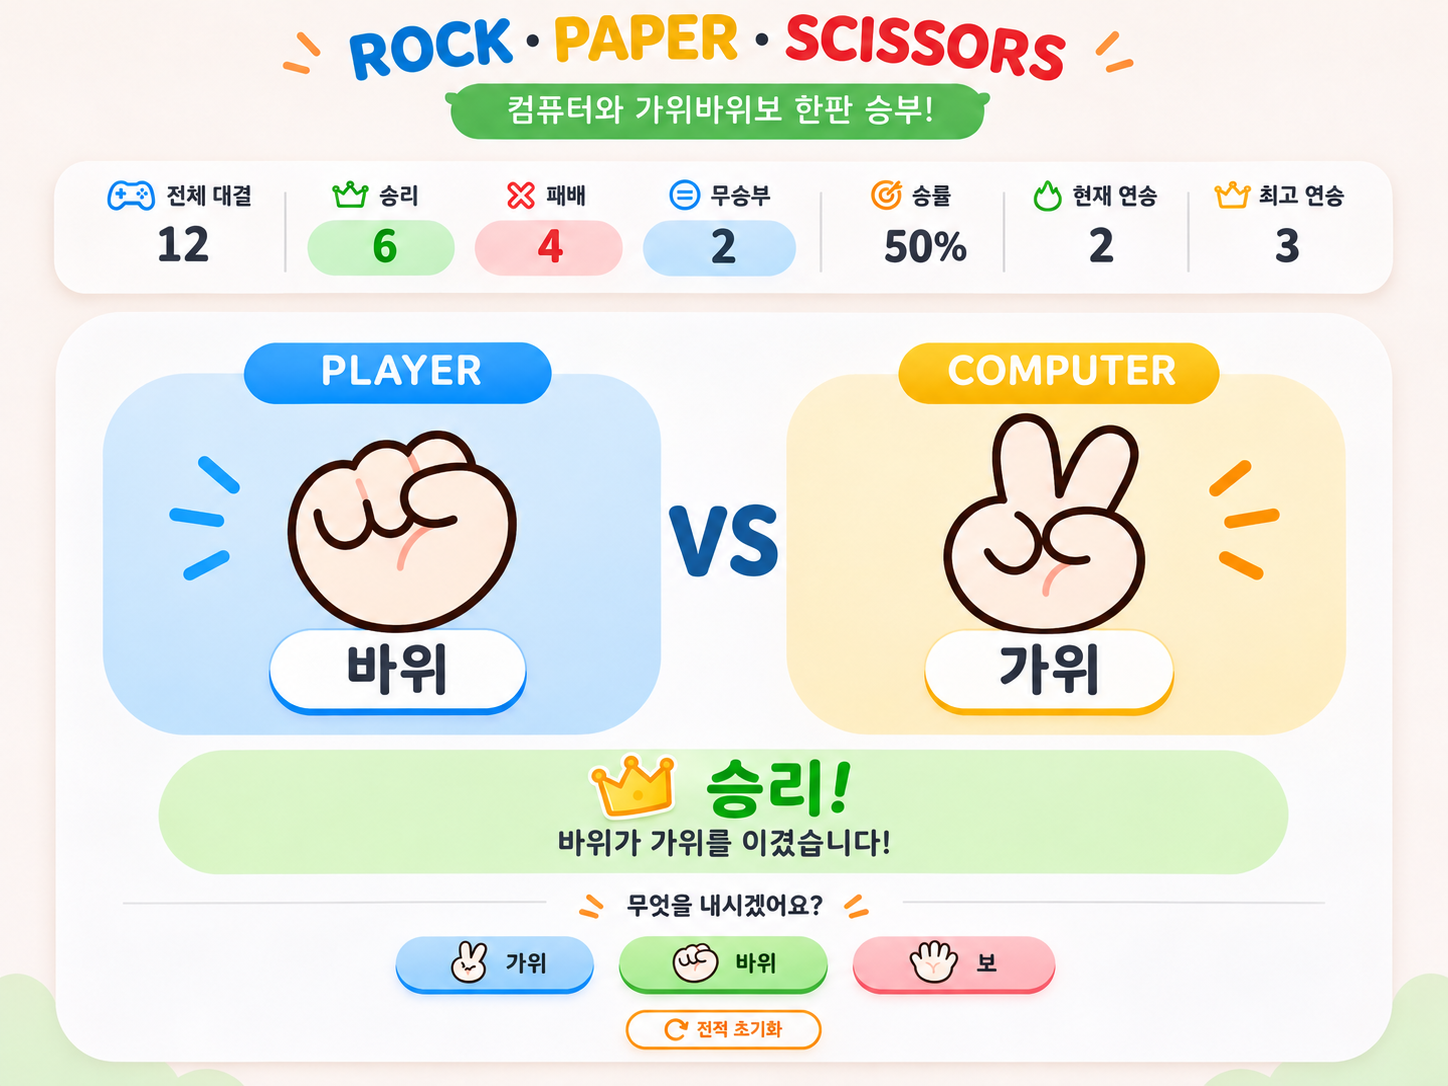 ROCK • PAPER • SCISSORS
컴퓨터와 가위바위보 한판 승부!
전체 대결
12
승리
6
패배
4
무승부
2
승률
50%
현재 연송
2
최고 연송
3
PLAYER
바위
VS
COMPUTER
가위
승리!
바위가 가위를 이겼습니다!
무엇을 내시겠어요?
가위
바위
보
전적 초기화